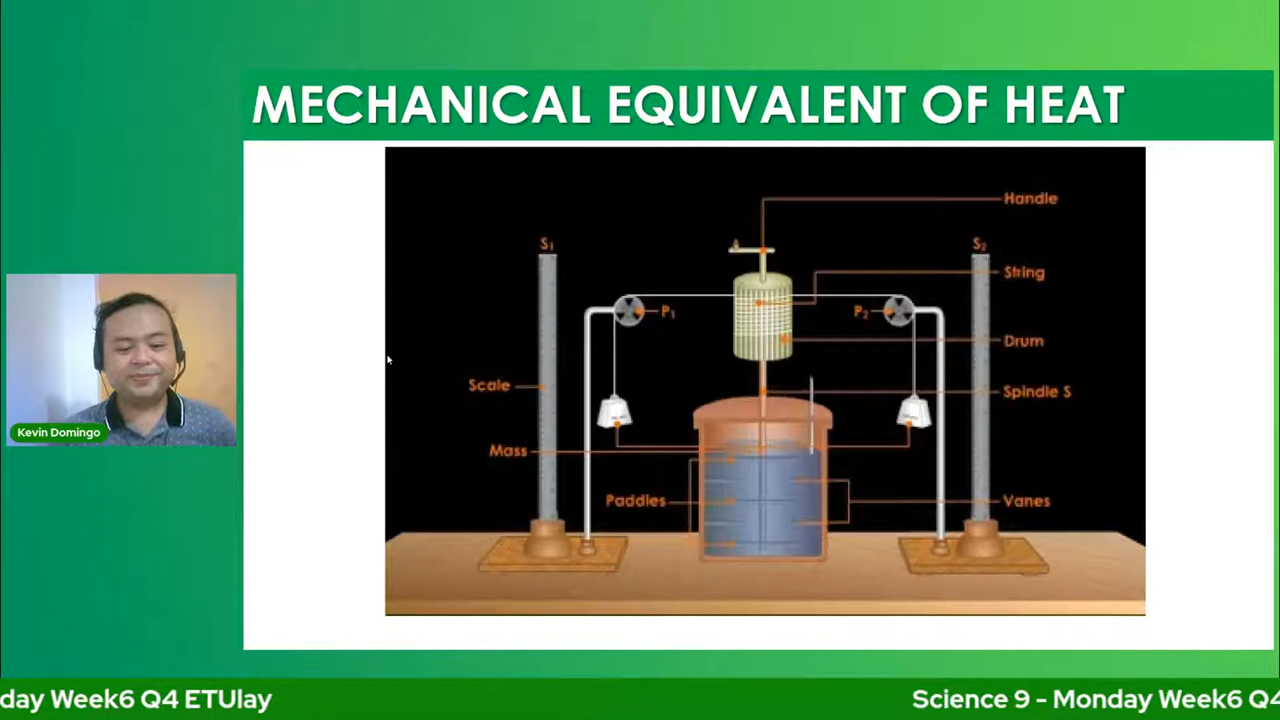 MECHANICAL EQUIVALENT OF HEAT
Handle
S₁
S₂
String
P₁
P₂
Drum
Scale
Spindle S
Kevin Domingo
Mass
Paddles
Vanes
day Week6 Q4 ETUlay
Science 9 - Monday Week6 Q4